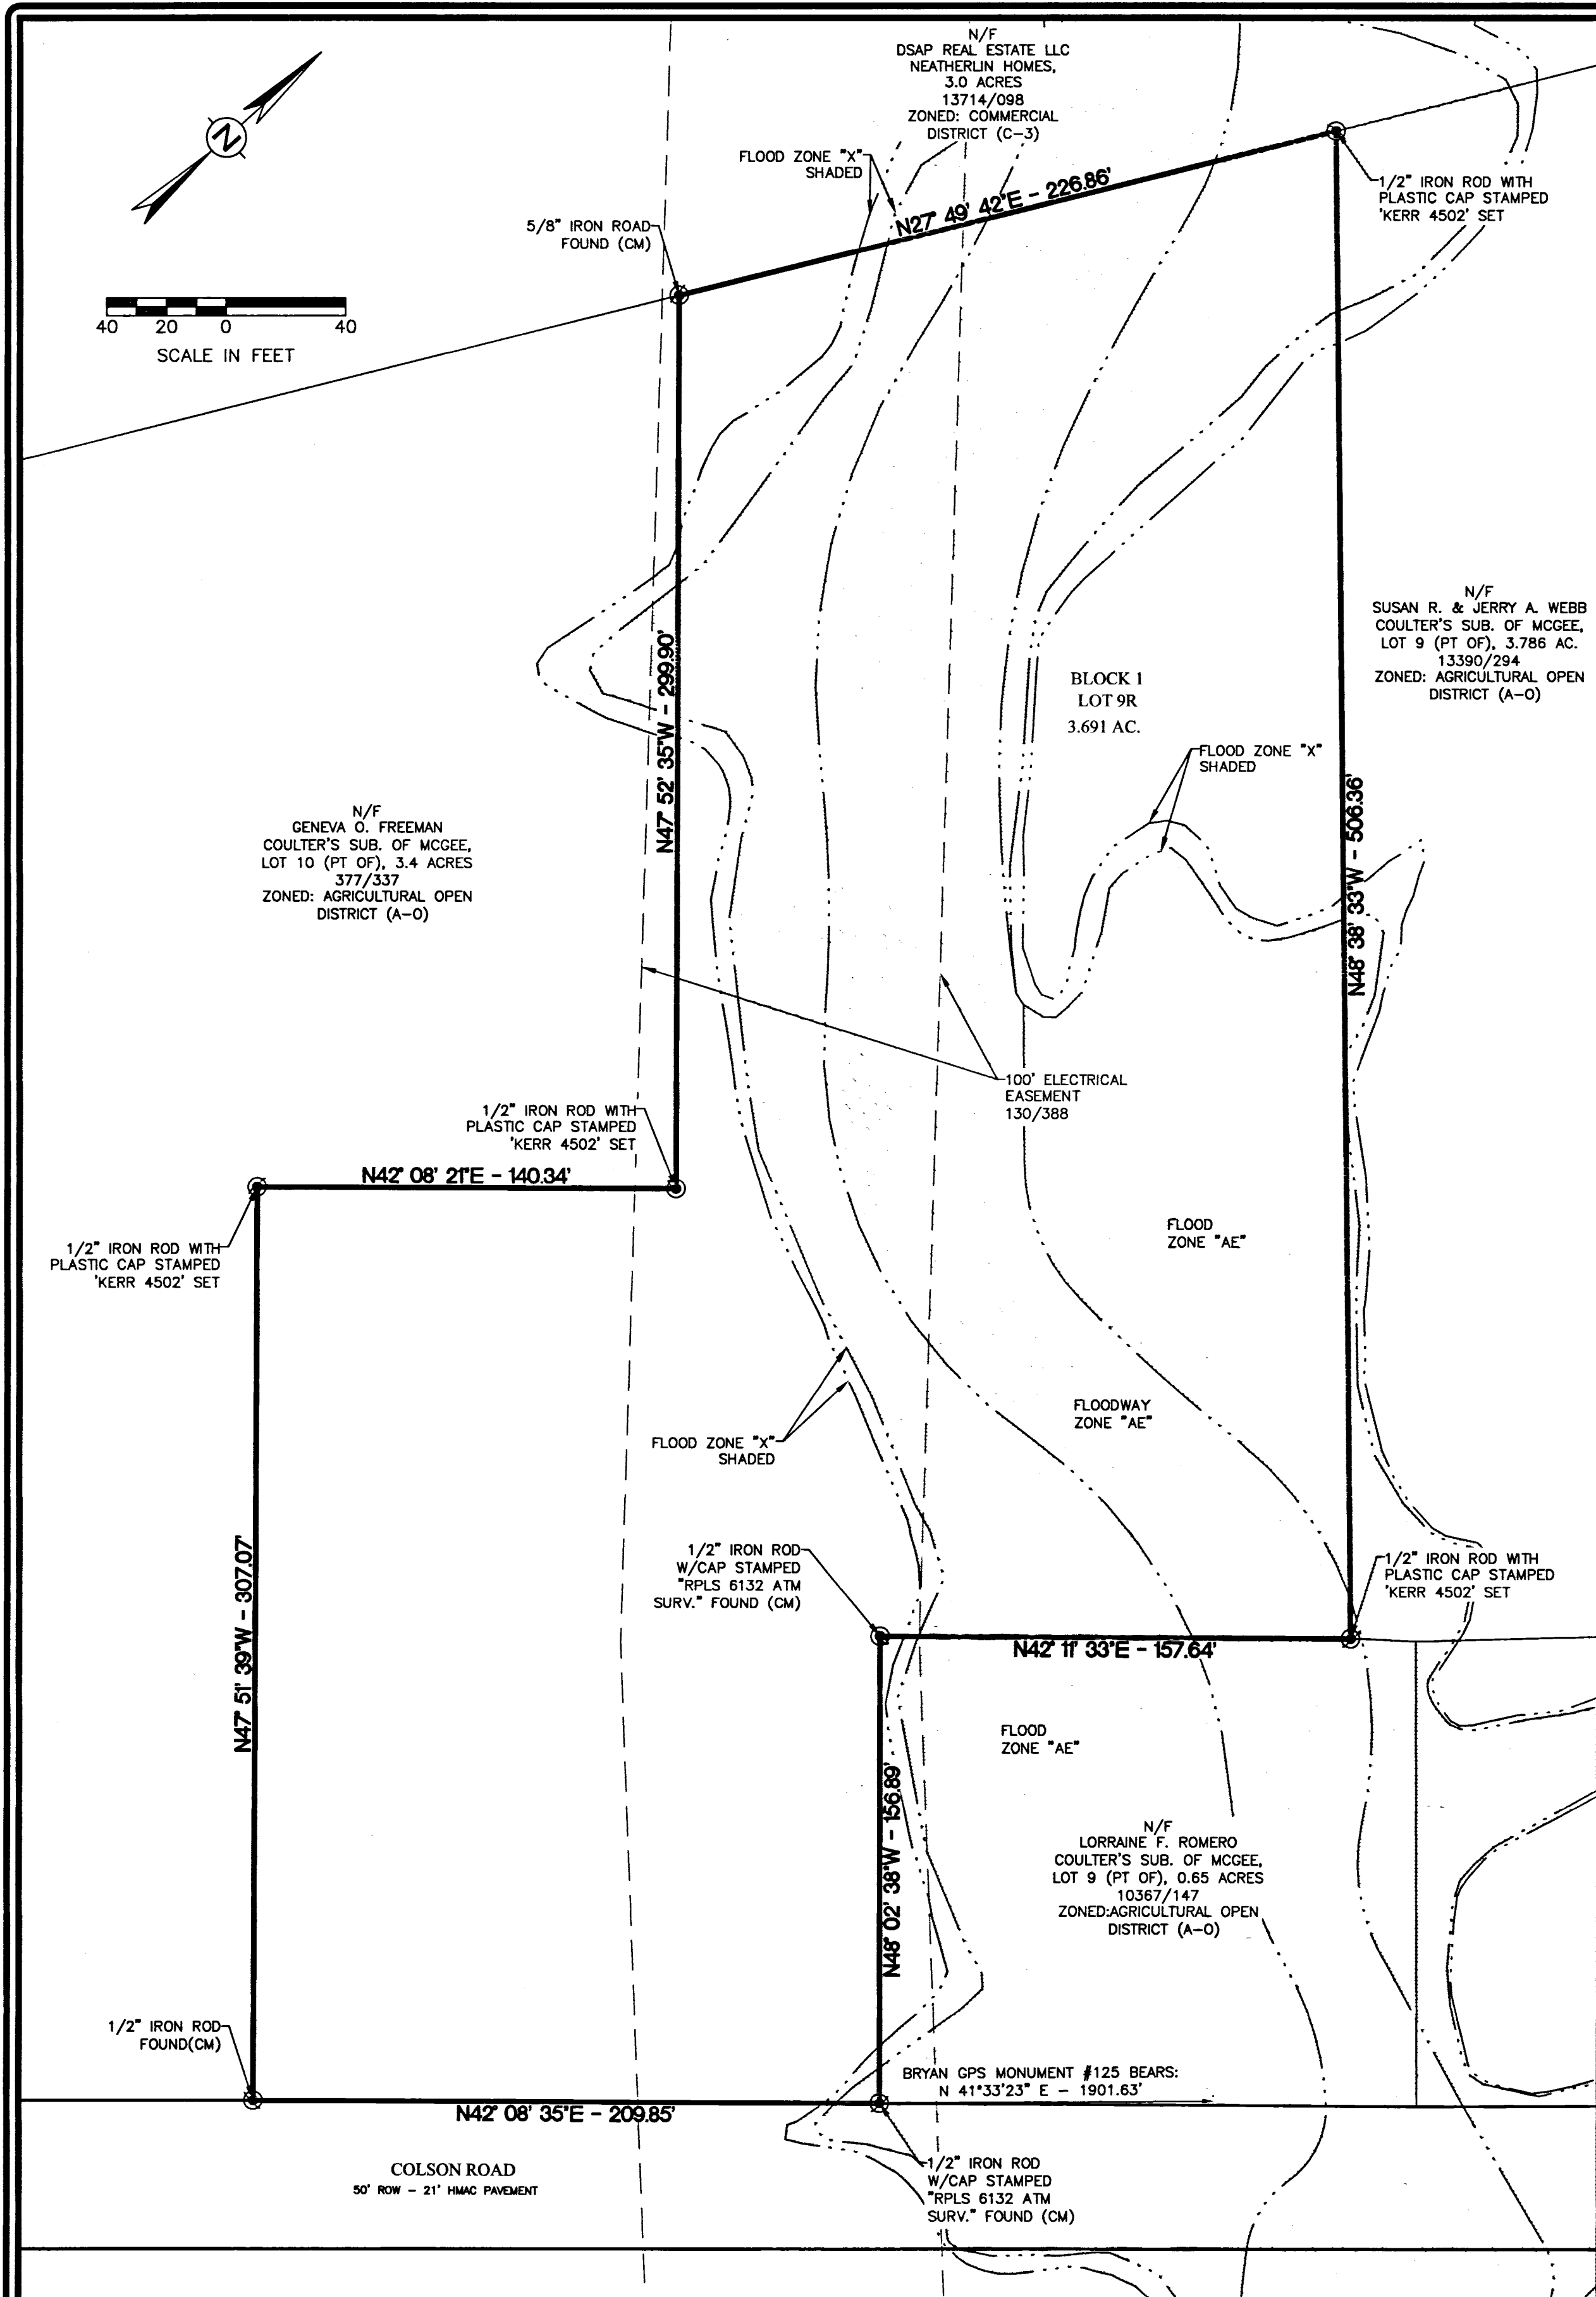 N/F
DSAP REAL ESTATE LLC
NEATHERLIN HOMES,
3.0 ACRES
13714/098
ZONED: COMMERCIAL
DISTRICT (C-3)
N
FLOOD ZONE "X"
SHADED
N27° 49' 42"E - 226.86'
1/2" IRON ROD WITH
PLASTIC CAP STAMPED
'KERR 4502' SET
5/8" IRON ROAD
FOUND (CM)
40 20 0 40
SCALE IN FEET
N47° 52' 35"W - 299.90'
N/F
SUSAN R. & JERRY A. WEBB
COULTER'S SUB. OF MCGEE,
LOT 9 (PT OF), 3.786 AC.
13390/294
ZONED: AGRICULTURAL OPEN
DISTRICT (A-O)
BLOCK 1
LOT 9R
3.691 AC.
FLOOD ZONE "X"
SHADED
N48° 38' 33"W - 506.36'
N/F
GENEVA O. FREEMAN
COULTER'S SUB. OF MCGEE,
LOT 10 (PT OF), 3.4 ACRES
377/337
ZONED: AGRICULTURAL OPEN
DISTRICT (A-O)
100' ELECTRICAL
EASEMENT
130/388
1/2" IRON ROD WITH
PLASTIC CAP STAMPED
'KERR 4502' SET
N42° 08' 21"E - 140.34'
1/2" IRON ROD WITH
PLASTIC CAP STAMPED
'KERR 4502' SET
FLOOD
ZONE "AE"
FLOODWAY
ZONE "AE"
FLOOD ZONE "X"
SHADED
N47° 51' 39"W - 307.07'
1/2" IRON ROD
W/CAP STAMPED
"RPLS 6132 ATM
SURV." FOUND (CM)
1/2" IRON ROD WITH
PLASTIC CAP STAMPED
'KERR 4502' SET
N42° 11' 33"E - 157.64'
FLOOD
ZONE "AE"
N48° 02' 38"W - 156.89'
N/F
LORRAINE F. ROMERO
COULTER'S SUB. OF MCGEE,
LOT 9 (PT OF), 0.65 ACRES
10367/147
ZONED:AGRICULTURAL OPEN
DISTRICT (A-O)
1/2" IRON ROD
FOUND(CM)
BRYAN GPS MONUMENT #125 BEARS:
N 41°33'23" E - 1901.63'
N42° 08' 35"E - 209.85'
COLSON ROAD
50' ROW - 21' HMAC PAVEMENT
1/2" IRON ROD
W/CAP STAMPED
"RPLS 6132 ATM
SURV." FOUND (CM)